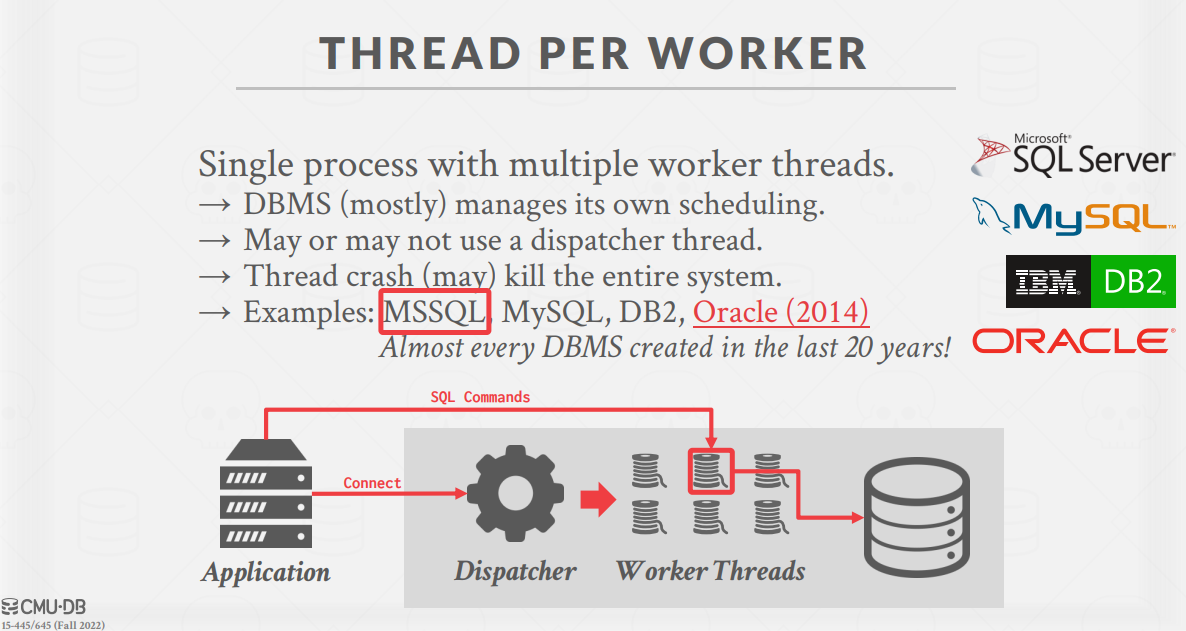 THREAD PER WORKER
Single process with multiple worker threads.
→ DBMS (mostly) manages its own scheduling.
→ May or may not use a dispatcher thread.
→ Thread crash (may) kill the entire system.
→ Examples: MSSQL, MySQL, DB2, Oracle (2014)
Almost every DBMS created in the last 20 years!
Microsoft®
SQL Server®
MySQL™
IBM® DB2®
ORACLE®
SQL Commands
Connect
Application
Dispatcher
Worker Threads
CMU·DB
15-445/645 (Fall 2022)